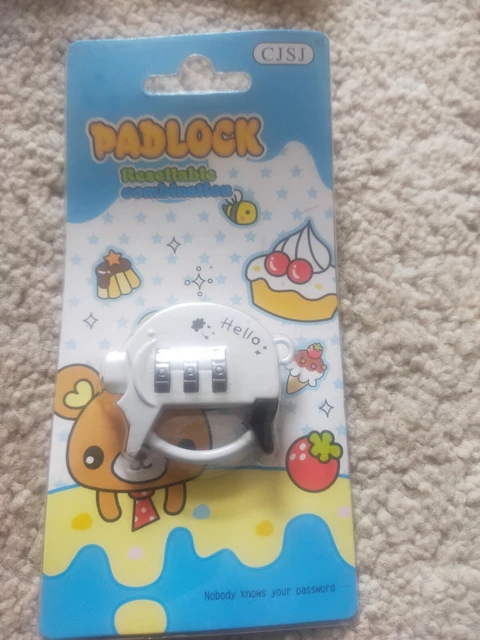 CJSJ
PADLOCK
Resettable
combination
Hello
Nobody knows your password